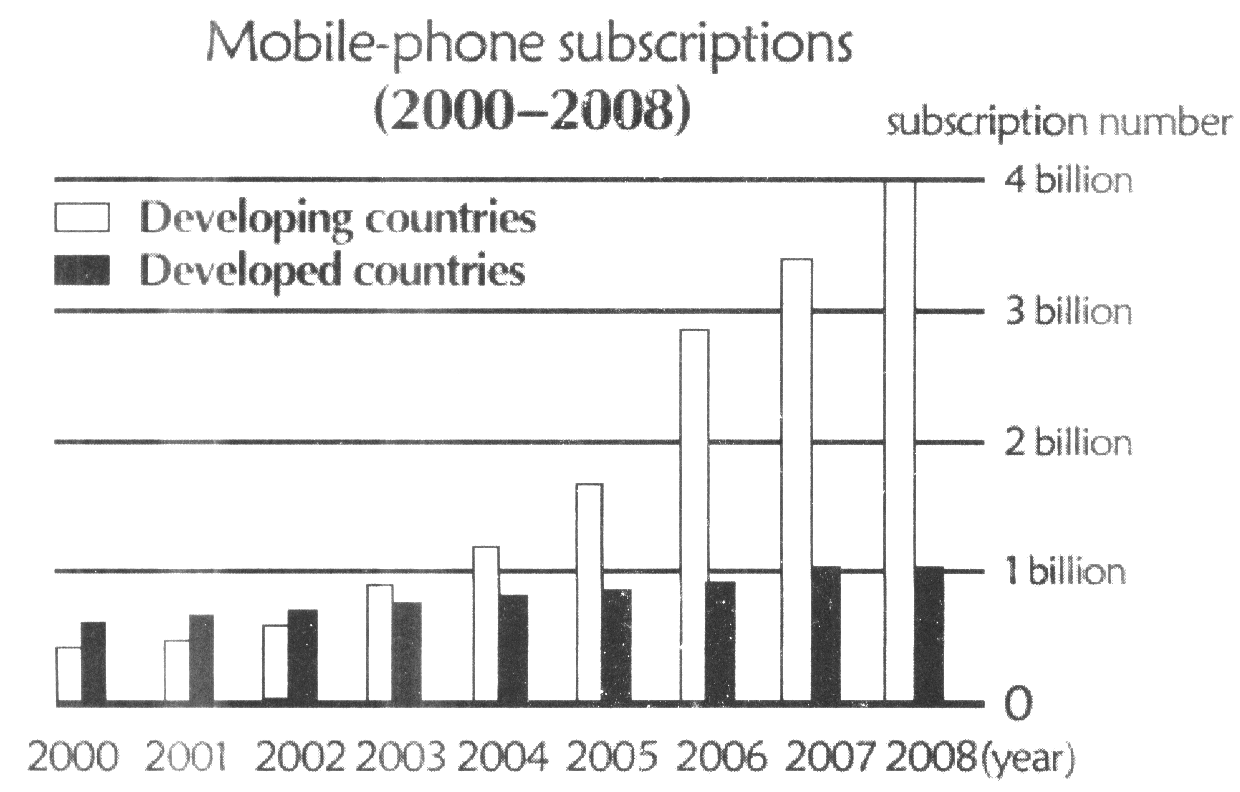 Mobile-phone subscriptions
(2000–2008)
subscription number
4 billion
Developing countries
Developed countries
3 billion
2 billion
1 billion
0
2000 2001 2002 2003 2004 2005 2006 2007 2008 (year)